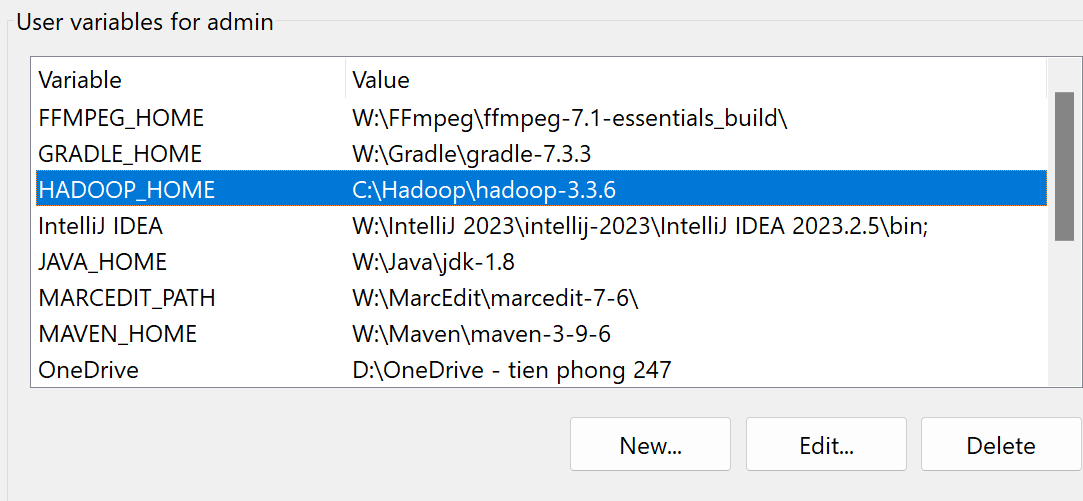 User variables for admin
Variable Value
FFMPEG_HOME W:\FFmpeg\ffmpeg-7.1-essentials_build\
GRADLE_HOME W:\Gradle\gradle-7.3.3
HADOOP_HOME C:\Hadoop\hadoop-3.3.6
IntelliJ IDEA W:\IntelliJ 2023\intellij-2023\IntelliJ IDEA 2023.2.5\bin;
JAVA_HOME W:\Java\jdk-1.8
MARCEDIT_PATH W:\MarcEdit\marcedit-7-6\
MAVEN_HOME W:\Maven\maven-3-9-6
OneDrive D:\OneDrive - tien phong 247
New... Edit... Delete